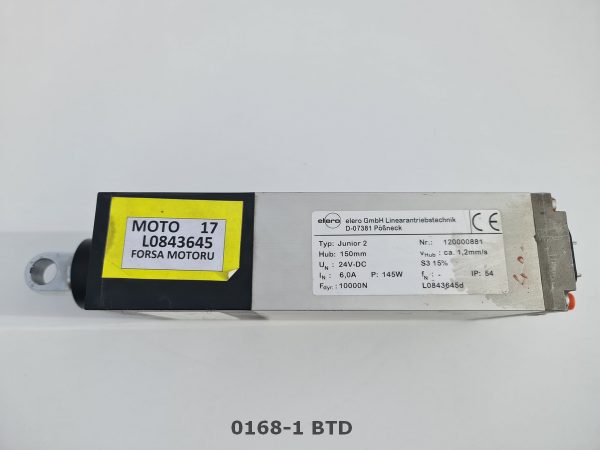 MOTO 17
L0843645
FORSA MOTORU
elero elero GmbH Linearantriebstechnik
D-07381 Pößneck
CE
Typ: Junior 2 Nr.: 120000881
Hub: 150mm vHub : ca. 1,2mm/s
UN : 24V-DC S3 15%
IN : 6,0A P: 145W fN : - IP: 54
Fdyn : 10000N L0843645d
0168-1 BTD